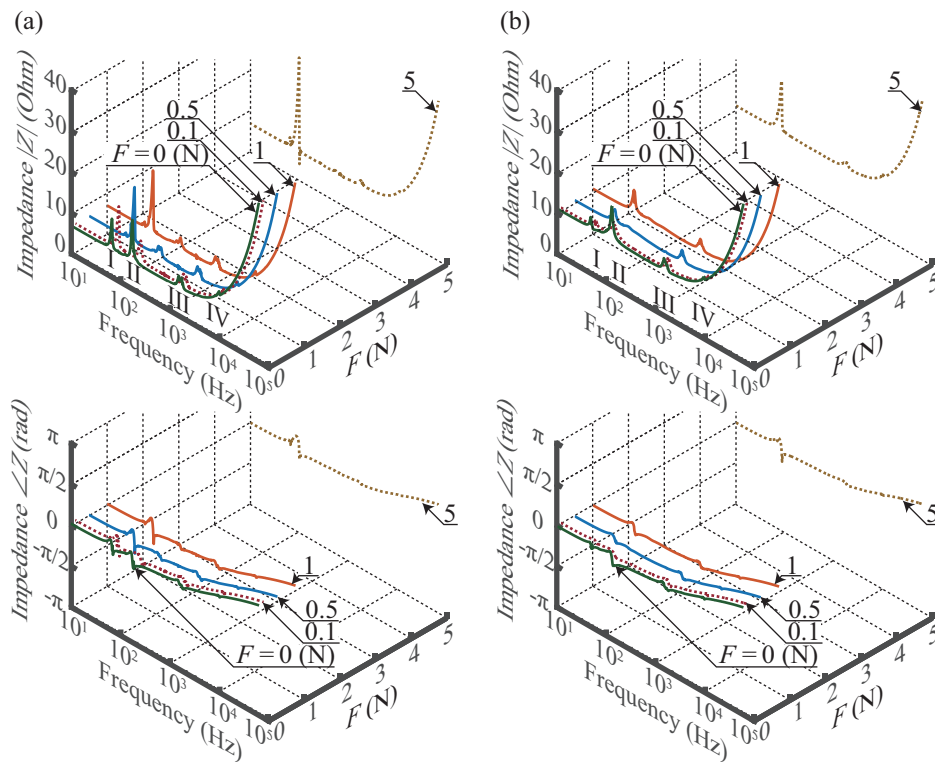 (a)
Impedance |Z| (Ohm)
40
30
20
10
0
5
0.5
0.1
F = 0 (N)
1
I
II
III
IV
10¹
10²
10³
10⁴
10⁵
Frequency (Hz)
0
1
2
3
4
5
F (N)
(b)
Impedance |Z| (Ohm)
40
30
20
10
0
5
0.5
0.1
F = 0 (N)
1
I
II
III
IV
10¹
10²
10³
10⁴
10⁵
Frequency (Hz)
0
1
2
3
4
5
F (N)
Impedance ∠Z (rad)
π
π/2
0
-π/2
-π
5
1
0.5
0.1
F = 0 (N)
10¹
10²
10³
10⁴
10⁵
Frequency (Hz)
0
1
2
3
4
5
F (N)
Impedance ∠Z (rad)
π
π/2
0
-π/2
-π
5
1
0.5
0.1
F = 0 (N)
10¹
10²
10³
10⁴
10⁵
Frequency (Hz)
0
1
2
3
4
5
F (N)